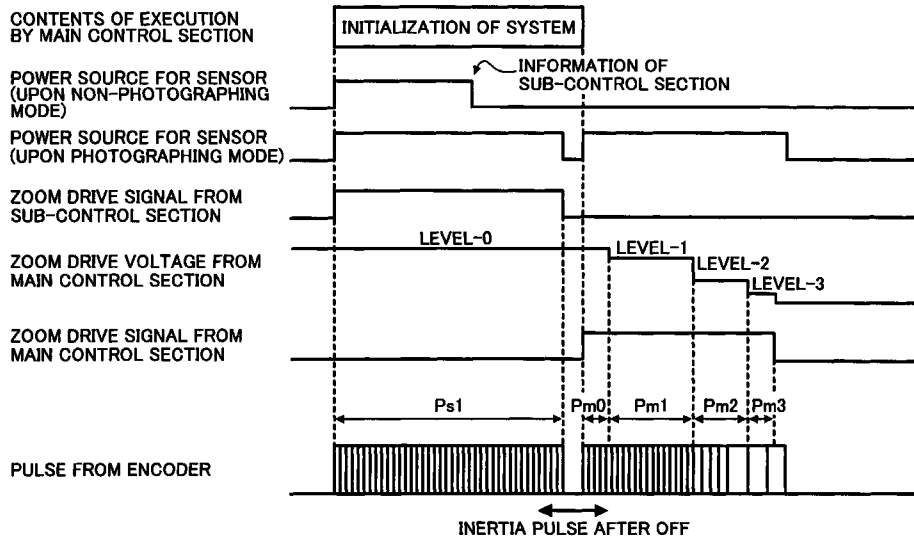 CONTENTS OF EXECUTION
BY MAIN CONTROL SECTION
INITIALIZATION OF SYSTEM
POWER SOURCE FOR SENSOR
(UPON NON-PHOTOGRAPHING
MODE)
INFORMATION OF
SUB-CONTROL SECTION
POWER SOURCE FOR SENSOR
(UPON PHOTOGRAPHING MODE)
ZOOM DRIVE SIGNAL FROM
SUB-CONTROL SECTION
ZOOM DRIVE VOLTAGE FROM
MAIN CONTROL SECTION
LEVEL-0
LEVEL-1
LEVEL-2
LEVEL-3
ZOOM DRIVE SIGNAL FROM
MAIN CONTROL SECTION
Ps1
Pm0
Pm1
Pm2
Pm3
PULSE FROM ENCODER
INERTIA PULSE AFTER OFF